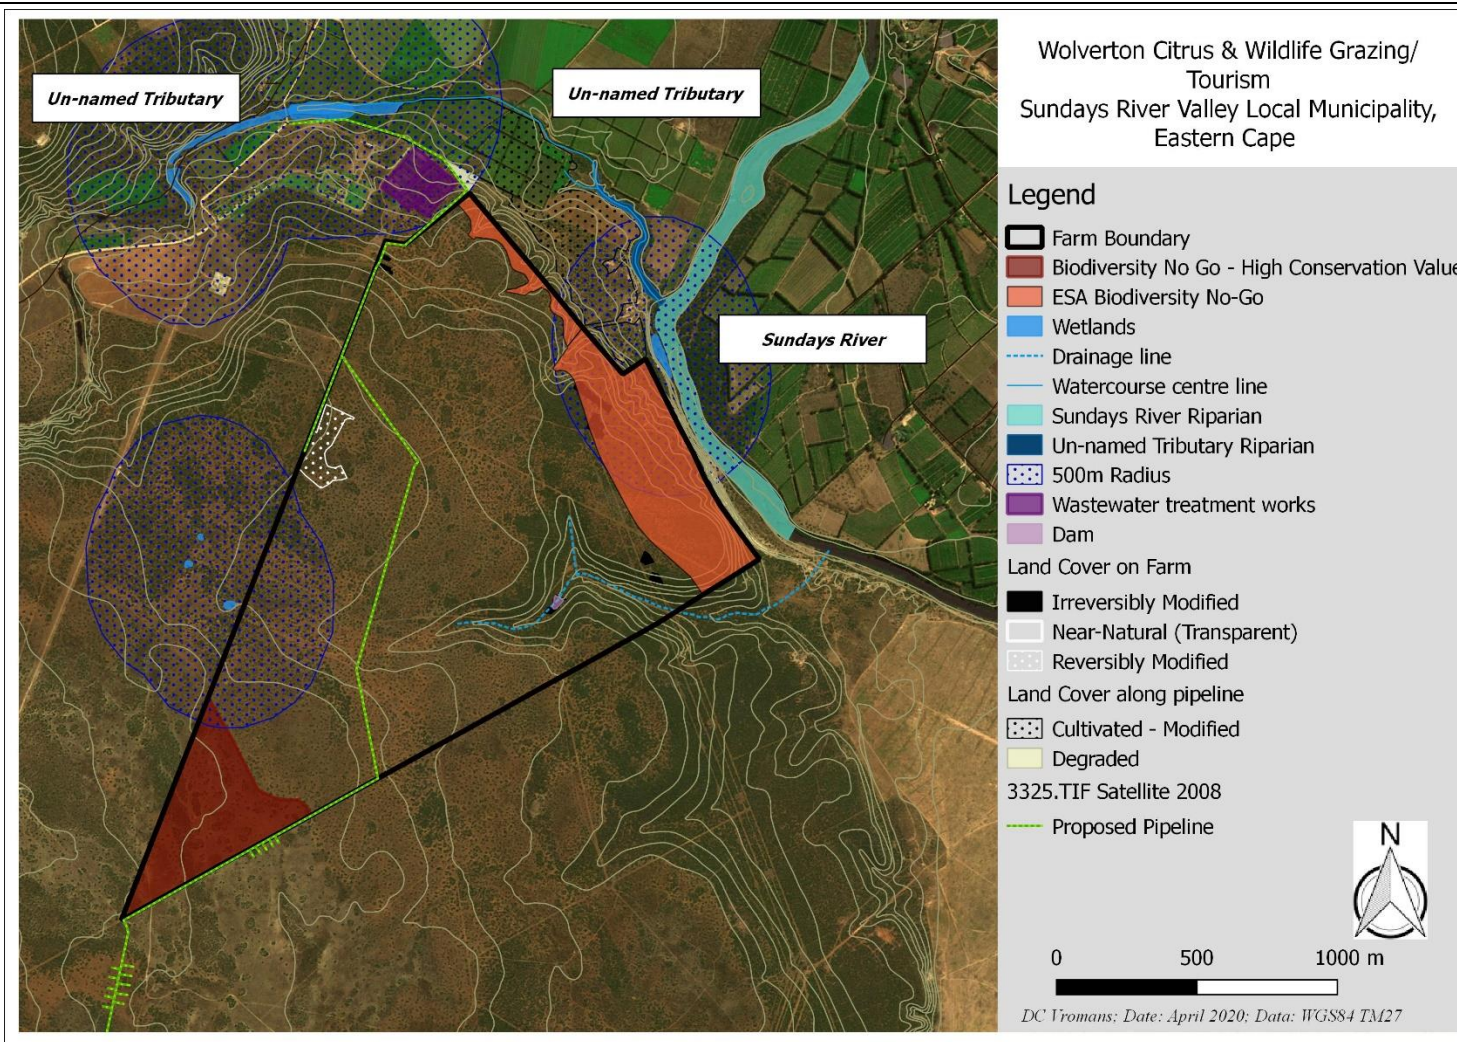 Un-named Tributary
Un-named Tributary
Sundays River
Wolverton Citrus & Wildlife Grazing/
Tourism
Sundays River Valley Local Municipality,
Eastern Cape
Legend
Farm Boundary
Biodiversity No Go - High Conservation Value
ESA Biodiversity No-Go
Wetlands
Drainage line
Watercourse centre line
Sundays River Riparian
Un-named Tributary Riparian
500m Radius
Wastewater treatment works
Dam
Land Cover on Farm
Irreversibly Modified
Near-Natural (Transparent)
Reversibly Modified
Land Cover along pipeline
Cultivated - Modified
Degraded
3325.TIF Satellite 2008
Proposed Pipeline
N
0 500 1000 m
DC Vromans; Date: April 2020; Data: WGS84 TM27